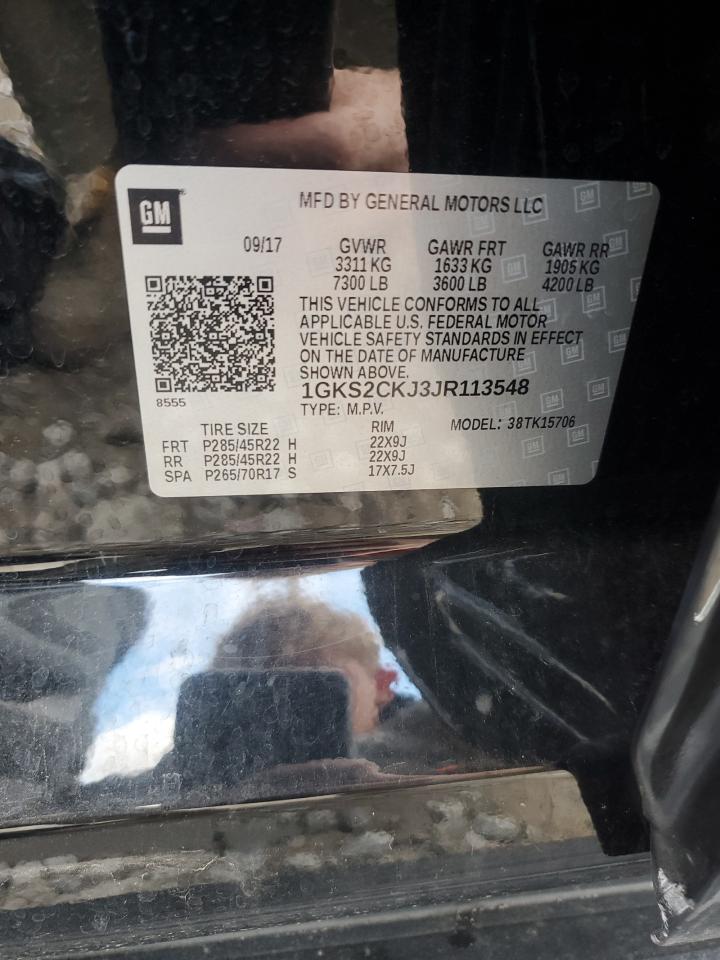 GM
MFD BY GENERAL MOTORS LLC
09/17 GVWR GAWR FRT GAWR RR
3311 KG 1633 KG 1905 KG
7300 LB 3600 LB 4200 LB
THIS VEHICLE CONFORMS TO ALL
APPLICABLE U.S. FEDERAL MOTOR
VEHICLE SAFETY STANDARDS IN EFFECT
ON THE DATE OF MANUFACTURE
SHOWN ABOVE.
8555 1GKS2CKJ3JR113548
TYPE: M.P.V.
TIRE SIZE RIM MODEL: 38TK15706
FRT P285/45R22 H 22X9J
RR P285/45R22 H 22X9J
SPA P265/70R17 S 17X7.5J